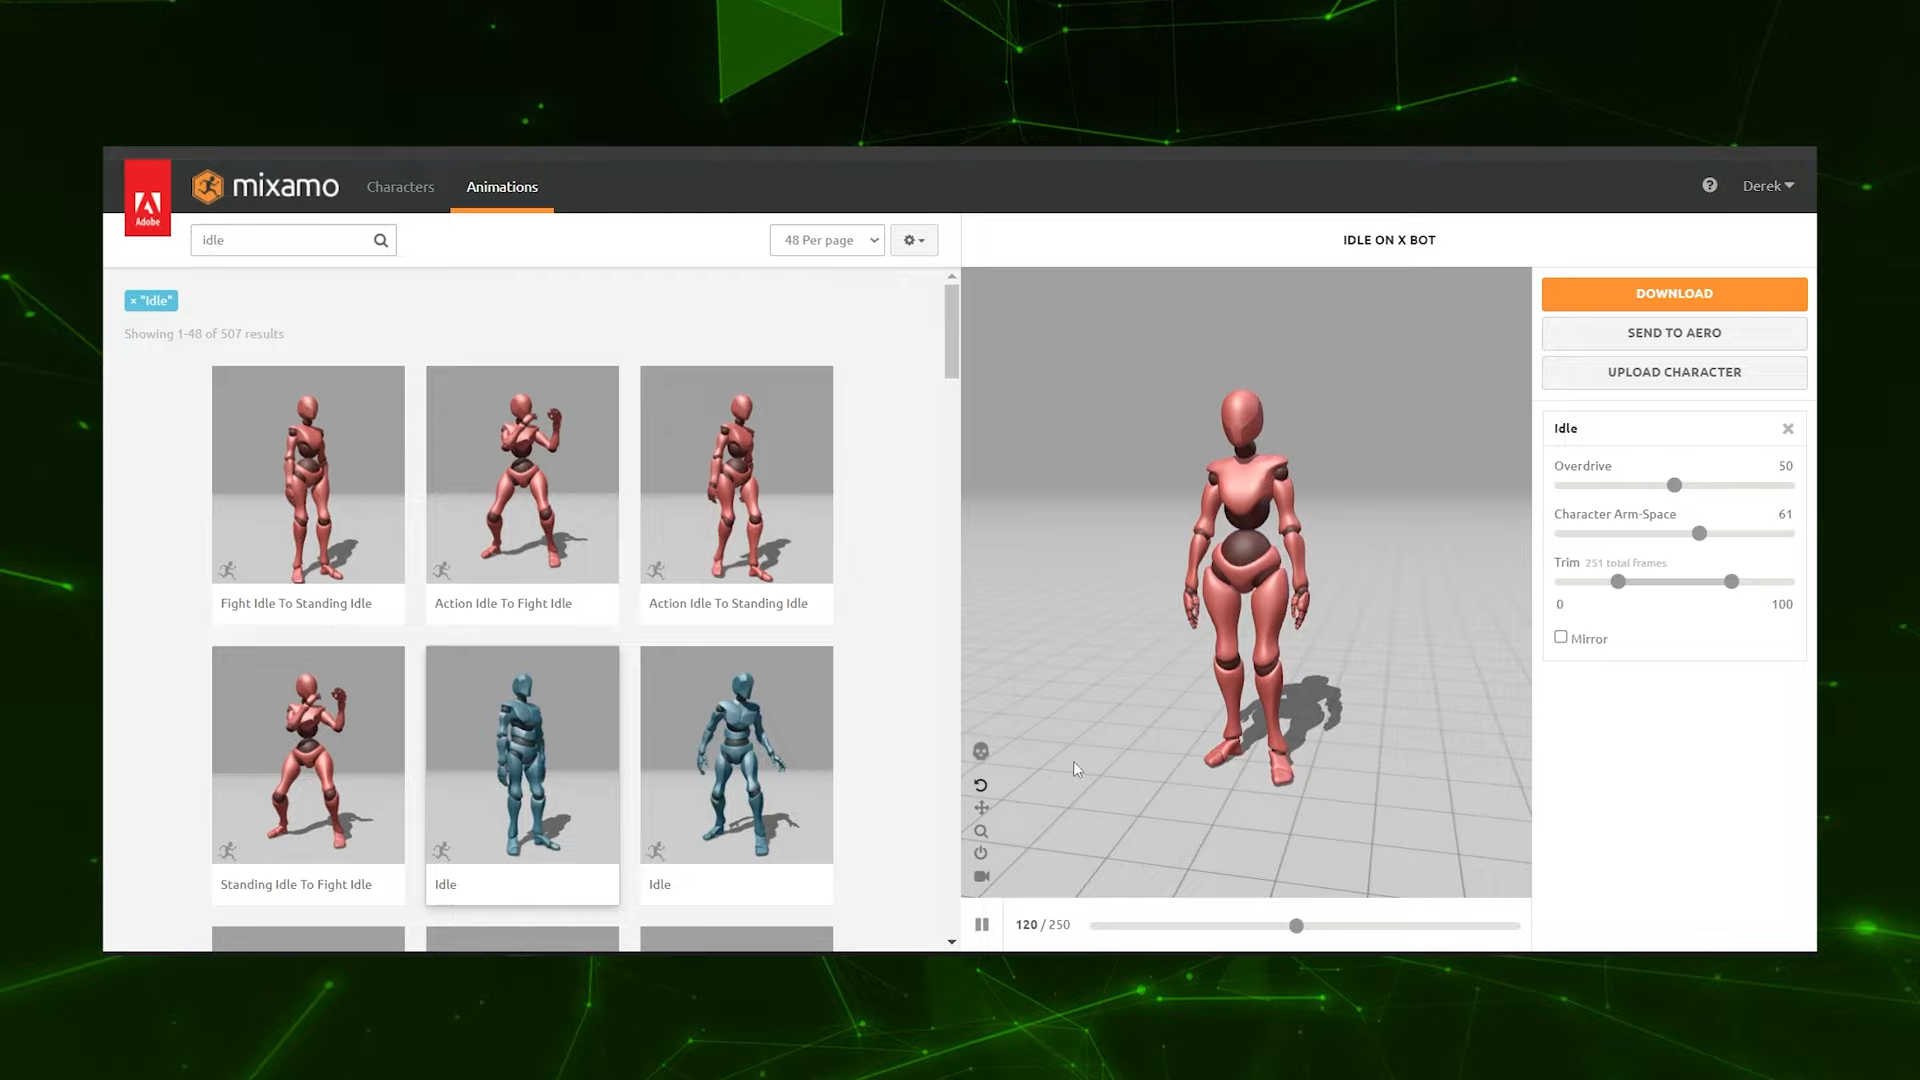 Adobe
mixamo
Characters
Animations
Derek
idle
48 Per page
IDLE ON X BOT
× "Idle"
Showing 1-48 of 507 results
Fight Idle To Standing Idle
Action Idle To Fight Idle
Action Idle To Standing Idle
Standing Idle To Fight Idle
Idle
Idle
120 / 250
DOWNLOAD
SEND TO AERO
UPLOAD CHARACTER
Idle
Overdrive 50
Character Arm-Space 61
Trim 251 total frames
0 100
Mirror